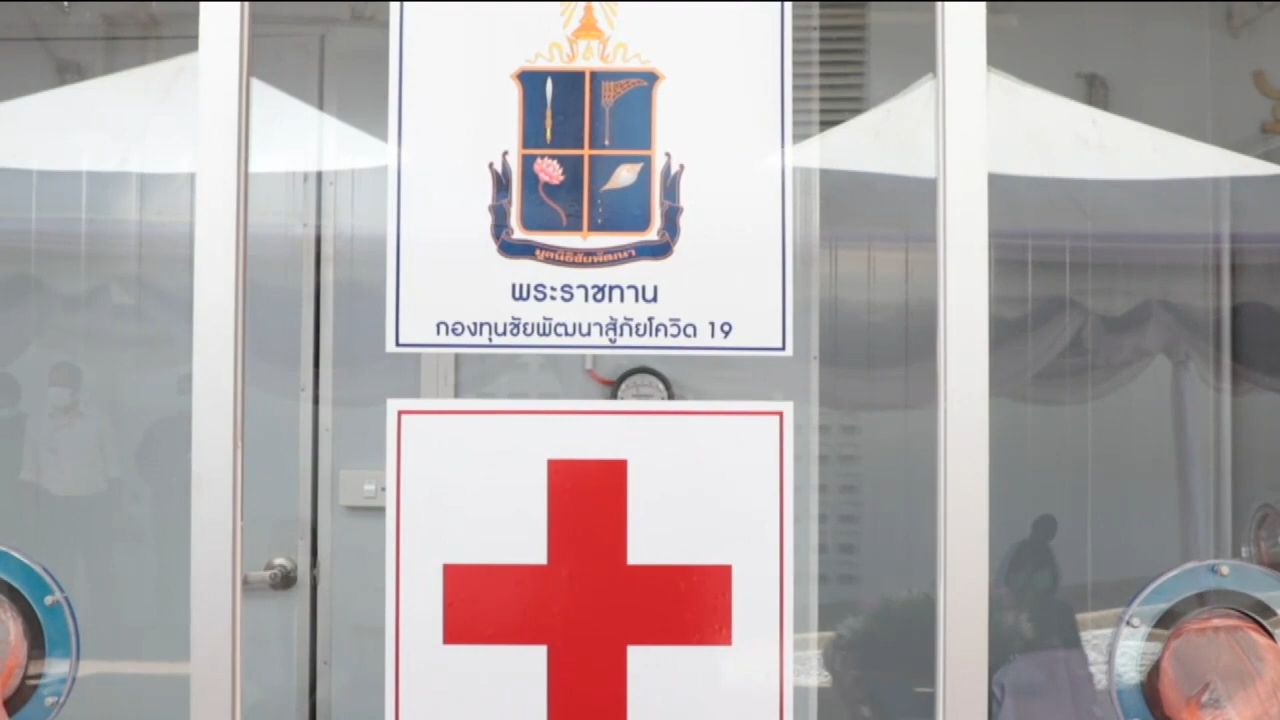 มูลนิธิชัยพัฒนา
พระราชทาน
กองทุนชัยพัฒนาสู้ภัยโควิด 19